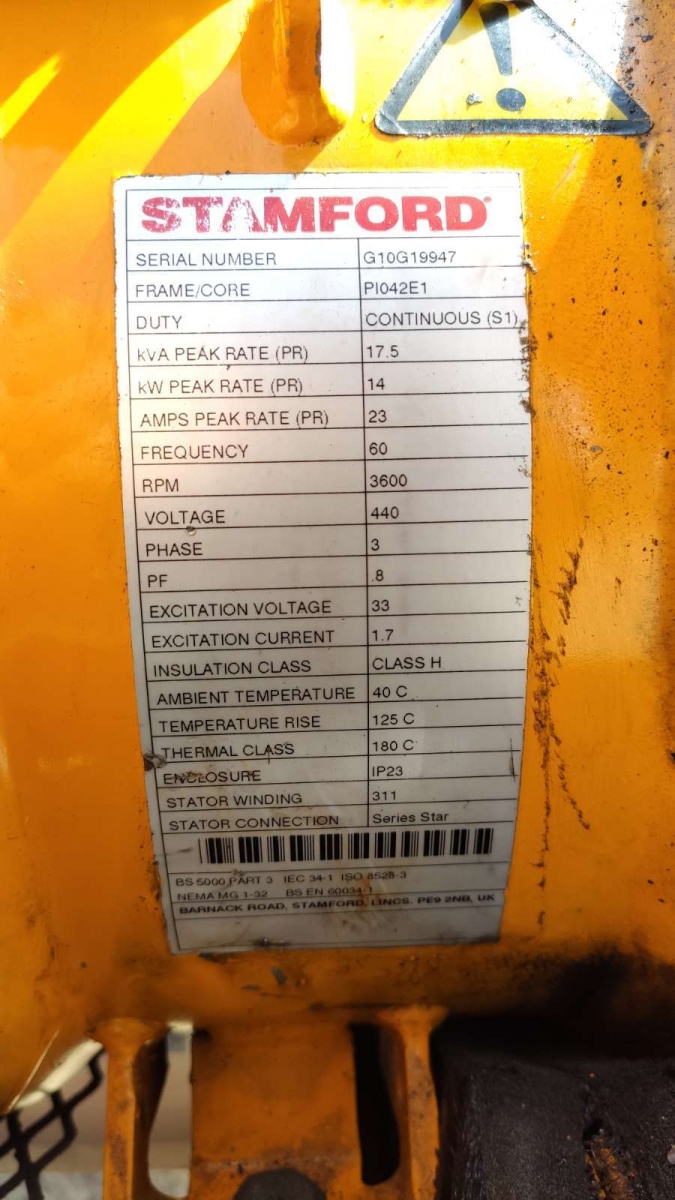 STAMFORD
SERIAL NUMBER G10G19947
FRAME/CORE PI042E1
DUTY CONTINUOUS (S1)
kVA PEAK RATE (PR) 17.5
kW PEAK RATE (PR) 14
AMPS PEAK RATE (PR) 23
FREQUENCY 60
RPM 3600
VOLTAGE 440
PHASE 3
PF .8
EXCITATION VOLTAGE 33
EXCITATION CURRENT 1.7
INSULATION CLASS CLASS H
AMBIENT TEMPERATURE 40 C
TEMPERATURE RISE 125 C
THERMAL CLASS 180 C
ENCLOSURE IP23
STATOR WINDING 311
STATOR CONNECTION Series Star
BS 5000 PART 3 IEC 34-1 ISO 8528-3
NEMA MG 1-32 BS EN 60034-1
BARNACK ROAD, STAMFORD, LINCS. PE9 2NB, UK